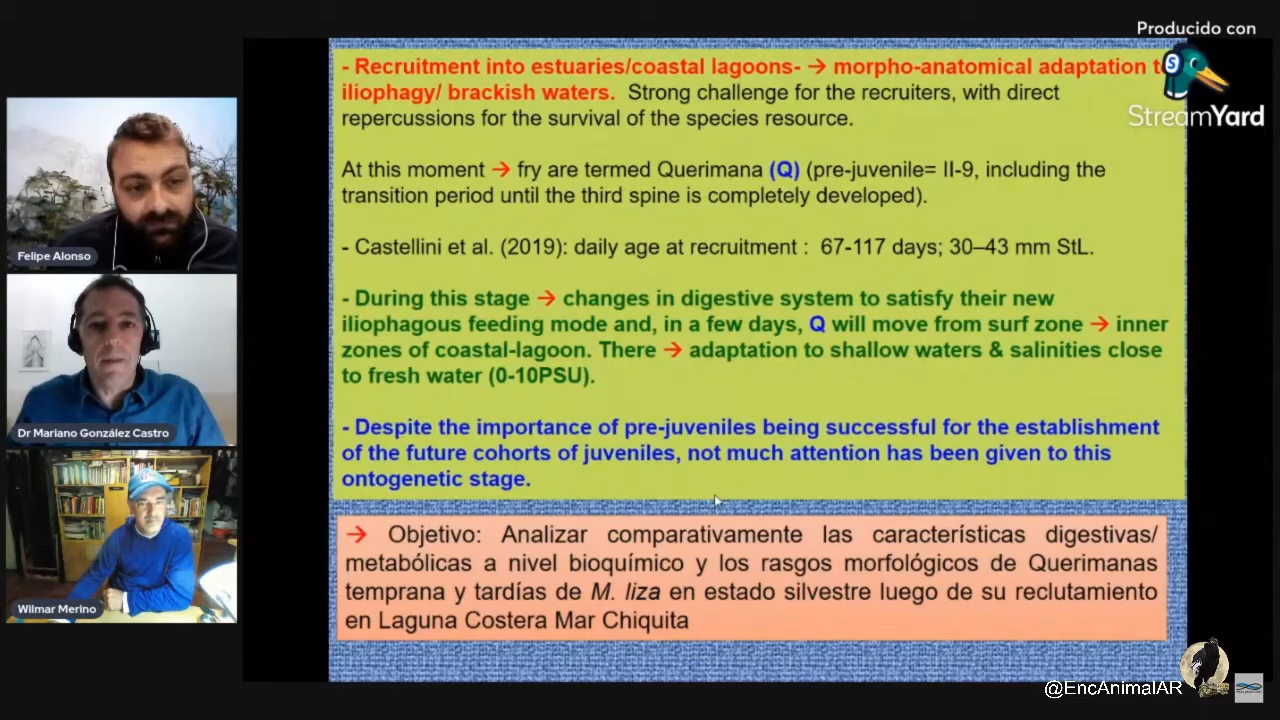 Producido con
StreamYard
- Recruitment into estuaries/coastal lagoons- → morpho-anatomical adaptation t
iliophagy/ brackish waters. Strong challenge for the recruiters, with direct
repercussions for the survival of the species resource.
At this moment → fry are termed Querimana (Q) (pre-juvenile= II-9, including the
transition period until the third spine is completely developed).
- Castellini et al. (2019): daily age at recruitment : 67-117 days; 30–43 mm StL.
- During this stage → changes in digestive system to satisfy their new
iliophagous feeding mode and, in a few days, Q will move from surf zone → inner
zones of coastal-lagoon. There → adaptation to shallow waters & salinities close
to fresh water (0-10PSU).
- Despite the importance of pre-juveniles being successful for the establishment
of the future cohorts of juveniles, not much attention has been given to this
ontogenetic stage.
→ Objetivo: Analizar comparativamente las características digestivas/
metabólicas a nivel bioquímico y los rasgos morfológicos de Querimanas
temprana y tardías de M. liza en estado silvestre luego de su reclutamiento
en Laguna Costera Mar Chiquita
Felipe Alonso
Dr Mariano González Castro
Wilmar Merino
@EncAnimalAR